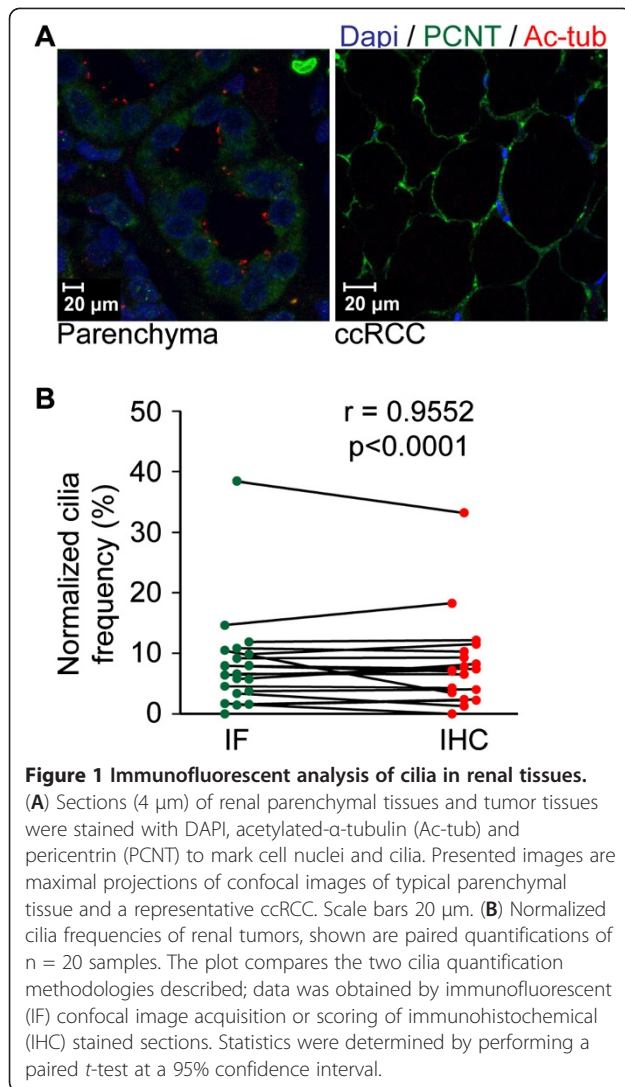 A
Dapi / PCNT / Ac-tub
20 µm
20 µm
Parenchyma
ccRCC
B
50
40
30
20
10
0
Normalized cilia
frequency (%)
r = 0.9552
p<0.0001
IF
IHC
Figure 1 Immunofluorescent analysis of cilia in renal tissues.
(A) Sections (4 μm) of renal parenchymal tissues and tumor tissues
were stained with DAPI, acetylated-α-tubulin (Ac-tub) and
pericentrin (PCNT) to mark cell nuclei and cilia. Presented images are
maximal projections of confocal images of typical parenchymal
tissue and a representative ccRCC. Scale bars 20 μm. (B) Normalized
cilia frequencies of renal tumors, shown are paired quantifications of
n = 20 samples. The plot compares the two cilia quantification
methodologies described; data was obtained by immunofluorescent
(IF) confocal image acquisition or scoring of immunohistochemical
(IHC) stained sections. Statistics were determined by performing a
paired t-test at a 95% confidence interval.